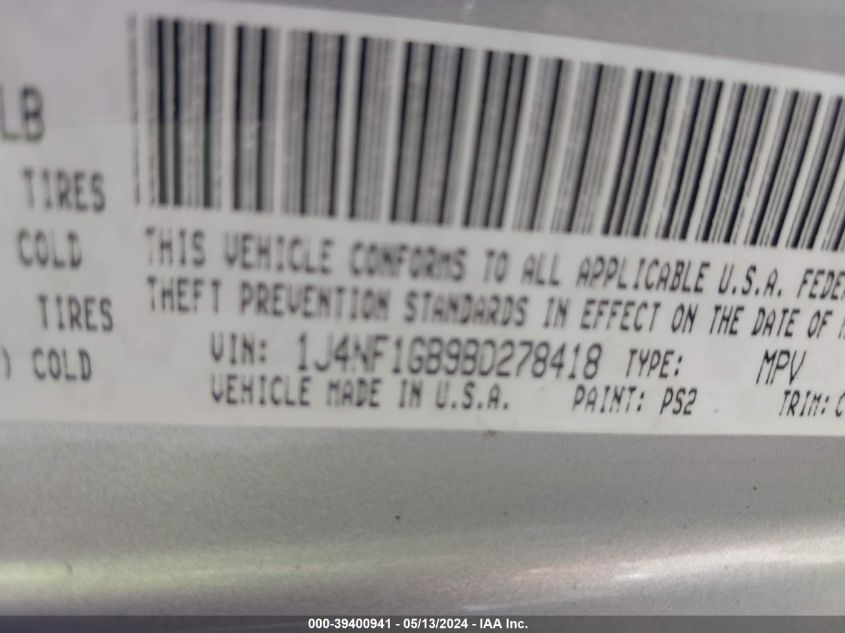 LB
TIRES
COLD
TIRES
) COLD
THIS VEHICLE CONFORMS TO ALL APPLICABLE U.S.A. FEDE
THEFT PREVENTION STANDARDS IN EFFECT ON THE DATE OF
VIN: 1J4NF1GB9BD278418 TYPE: MPV
VEHICLE MADE IN U.S.A. PAINT: PS2 TRIM: C
000-39400941 - 05/13/2024 - IAA Inc.